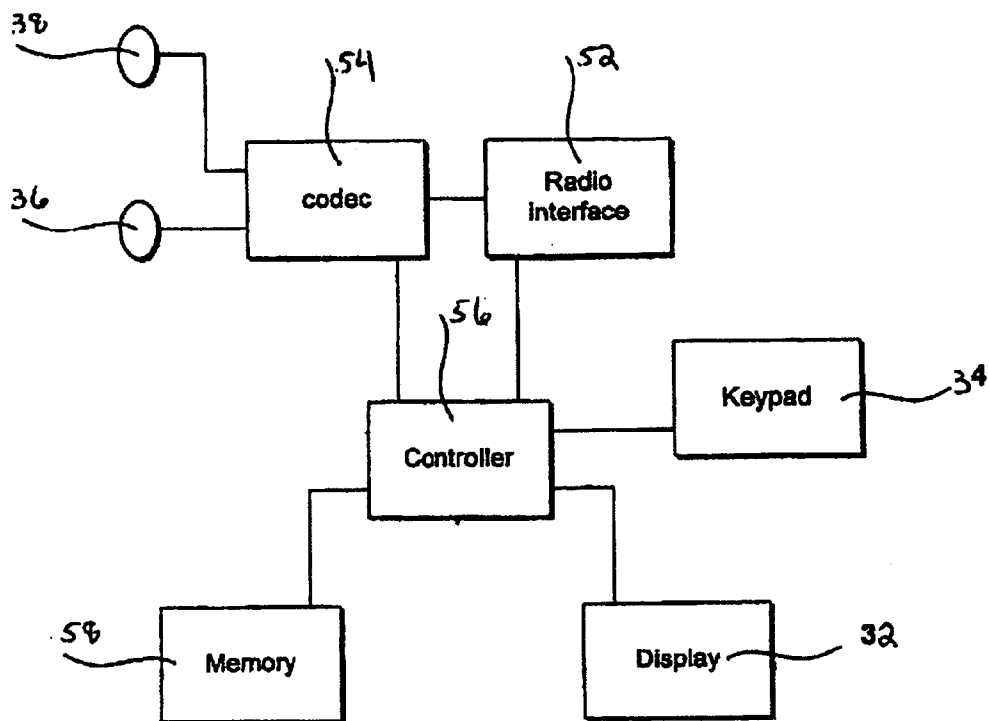 38
54
52
codec
Radio
interface
36
56
Keypad
34
Controller
58
Memory
Display
32